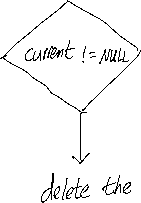 current != NULL
delete the